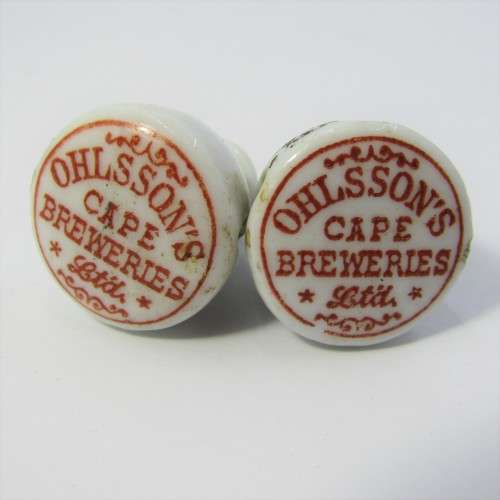 OHLSSON'S
CAPE
BREWERIES
Ltd.
OHLSSON'S
CAPE
BREWERIES
Ltd.